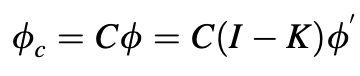 ϕ_c = Cϕ = C(I − K)ϕ′